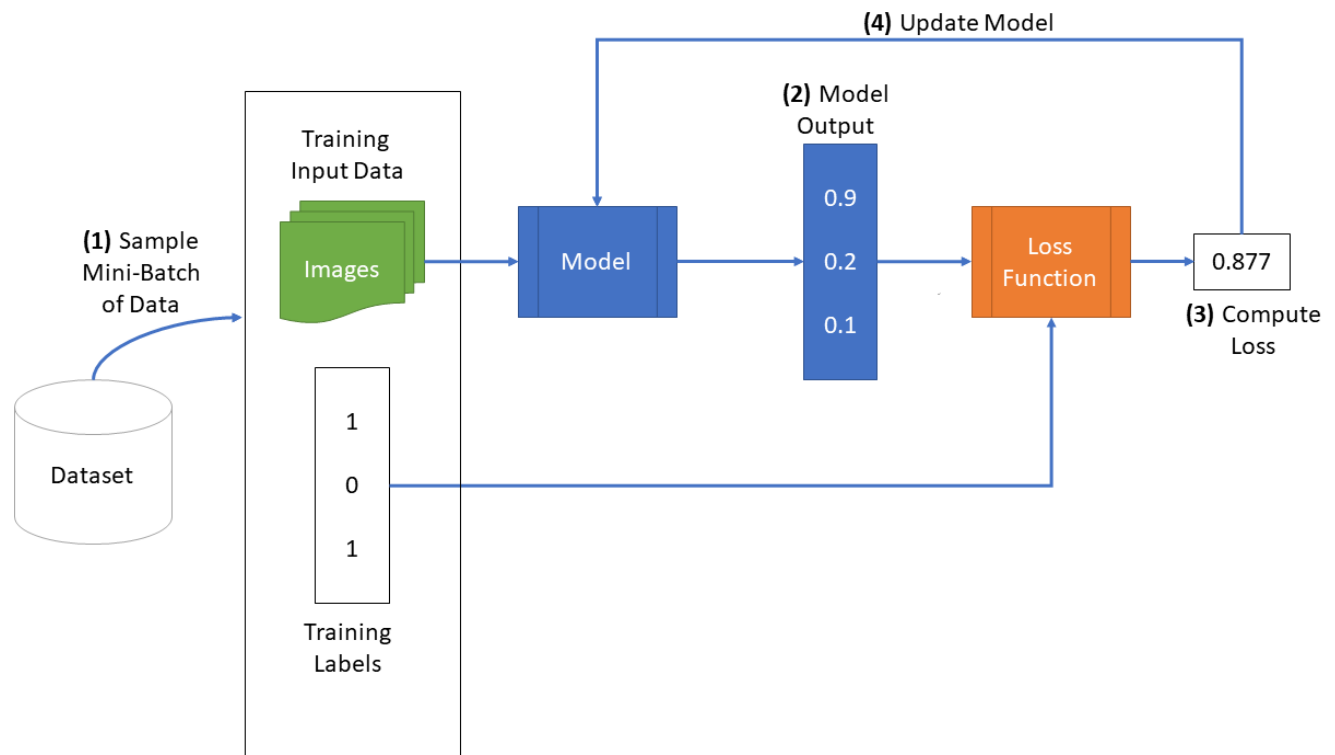 (4) Update Model
(2) Model
Output
Training
Input Data
0.9
(1) Sample
Mini-Batch
of Data
Images
Model
0.2
Loss
Function
0.877
0.1
(3) Compute
Loss
1
Dataset
0
1
Training
Labels